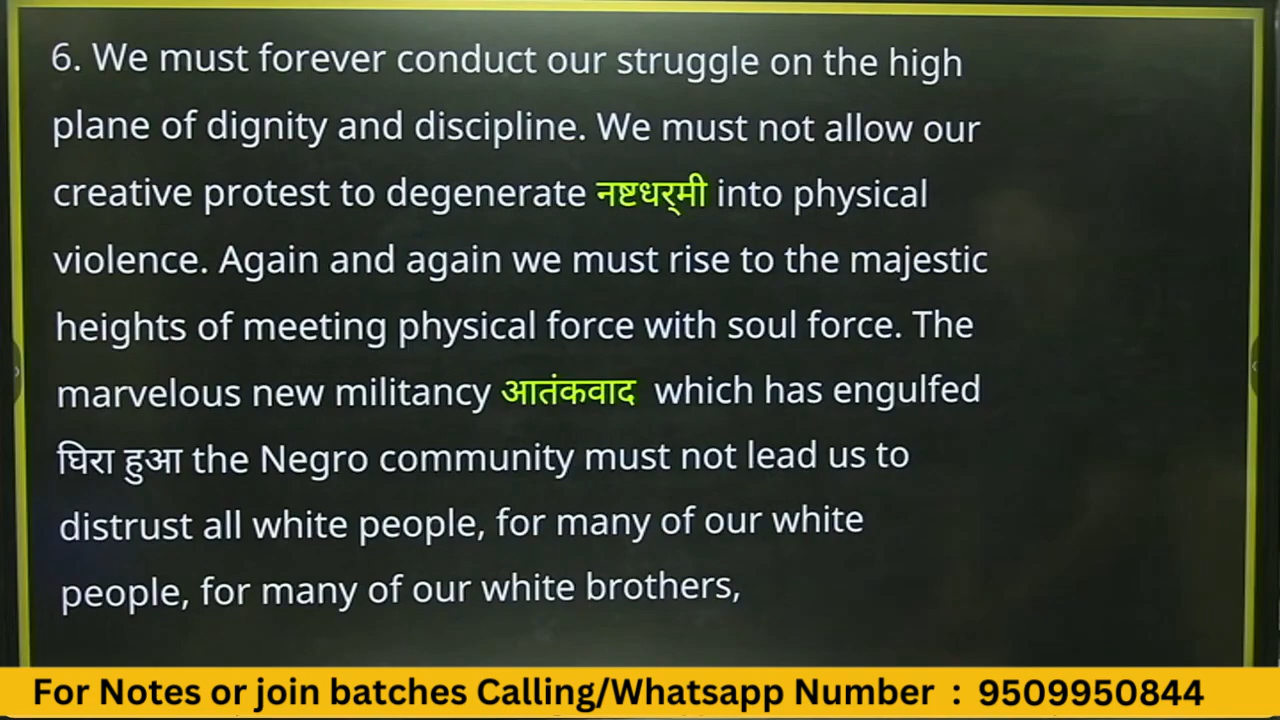 6. We must forever conduct our struggle on the high
plane of dignity and discipline. We must not allow our
creative protest to degenerate नष्टधर्मी into physical
violence. Again and again we must rise to the majestic
heights of meeting physical force with soul force. The
marvelous new militancy आतंकवाद which has engulfed
घिरा हुआ the Negro community must not lead us to
distrust all white people, for many of our white
people, for many of our white brothers,
For Notes or join batches Calling/Whatsapp Number : 9509950844